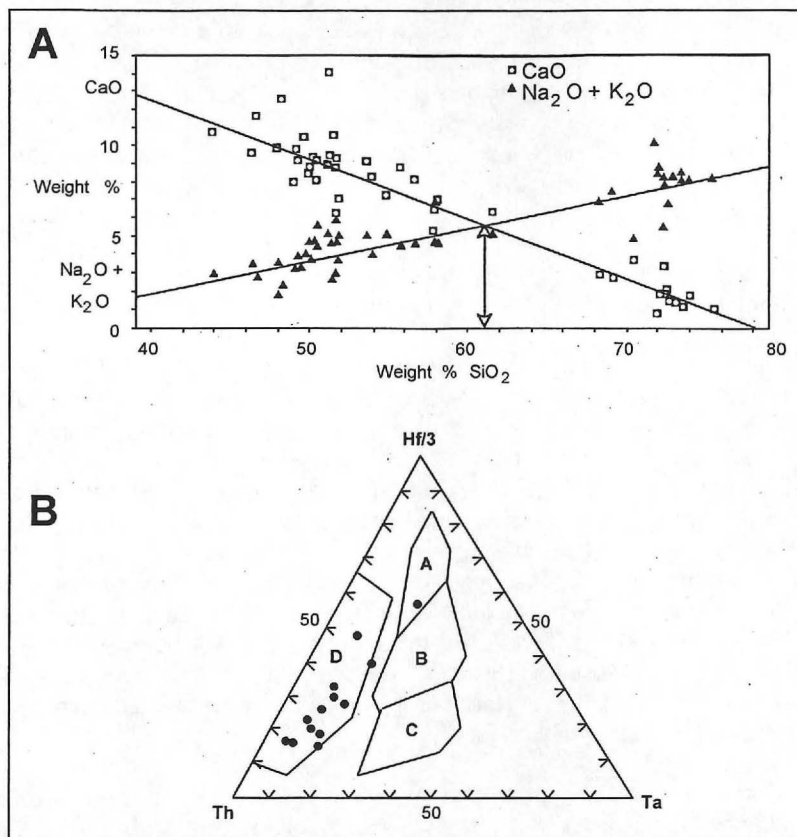 A
15
CaO
10
Weight %
5
Na₂O +
K₂O
0
CaO
Na₂O + K₂O
40 50 60 70 80
Weight % SiO₂
B
Hf/3
A
50 50
D
B
C
Th 50 Ta